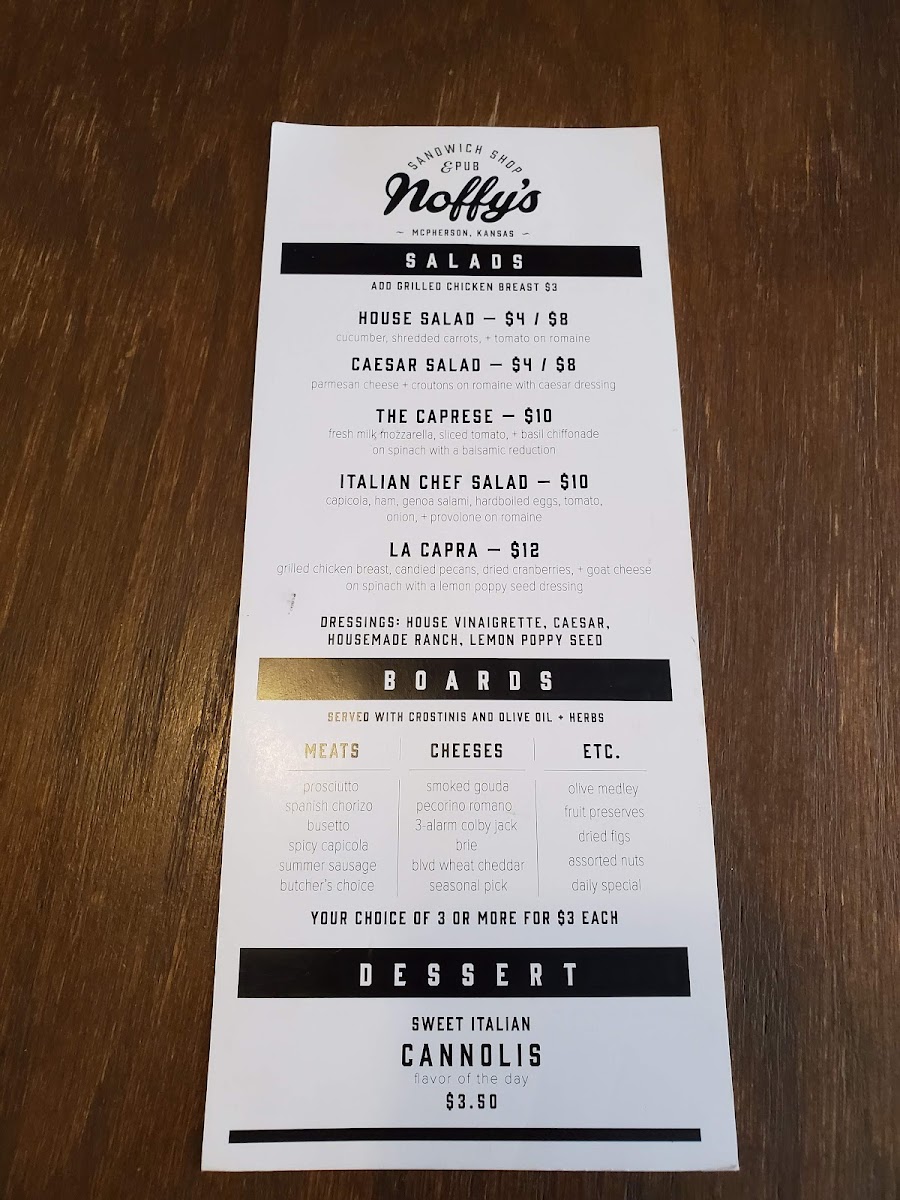 SANDWICH SHOP
& PUB
Noffy's
~ MCPHERSON, KANSAS ~
SALADS
ADD GRILLED CHICKEN BREAST $3
HOUSE SALAD — $4 / $8
cucumber, shredded carrots, + tomato on romaine
CAESAR SALAD — $4 / $8
parmesan cheese + croutons on romaine with caesar dressing
THE CAPRESE — $10
fresh milk mozzarella, sliced tomato, + basil chiffonade
on spinach with a balsamic reduction
ITALIAN CHEF SALAD — $10
capicola, ham, genoa salami, hardboiled eggs, tomato,
onion, + provolone on romaine
LA CAPRA — $12
grilled chicken breast, candied pecans, dried cranberries, + goat cheese
on spinach with a lemon poppy seed dressing
DRESSINGS: HOUSE VINAIGRETTE, CAESAR,
HOUSEMADE RANCH, LEMON POPPY SEED
BOARDS
SERVED WITH CROSTINIS AND OLIVE OIL + HERBS
MEATS
prosciutto
spanish chorizo
busetto
spicy capicola
summer sausage
butcher's choice
CHEESES
smoked gouda
pecorino romano
3-alarm colby jack
brie
blvd wheat cheddar
seasonal pick
ETC.
olive medley
fruit preserves
dried figs
assorted nuts
daily special
YOUR CHOICE OF 3 OR MORE FOR $3 EACH
DESSERT
SWEET ITALIAN
CANNOLIS
flavor of the day
$3.50